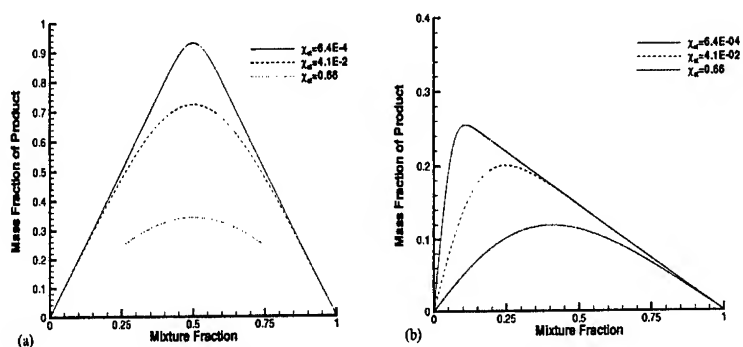 1
0.9
0.8
0.7
0.6
0.5
0.4
0.3
0.2
0.1
0
Mass Fraction of Product
0
0.25
0.5
0.75
1
Mixture Fraction
χst=6.4E-4
χst=4.1E-2
χst=0.66
(a)
0.4
0.3
0.2
0.1
0.0
Mass Fraction of Product
0
0.25
0.5
0.75
1
Mixture Fraction
χst=6.4E-04
χst=4.1E-02
χst=0.66
(b)